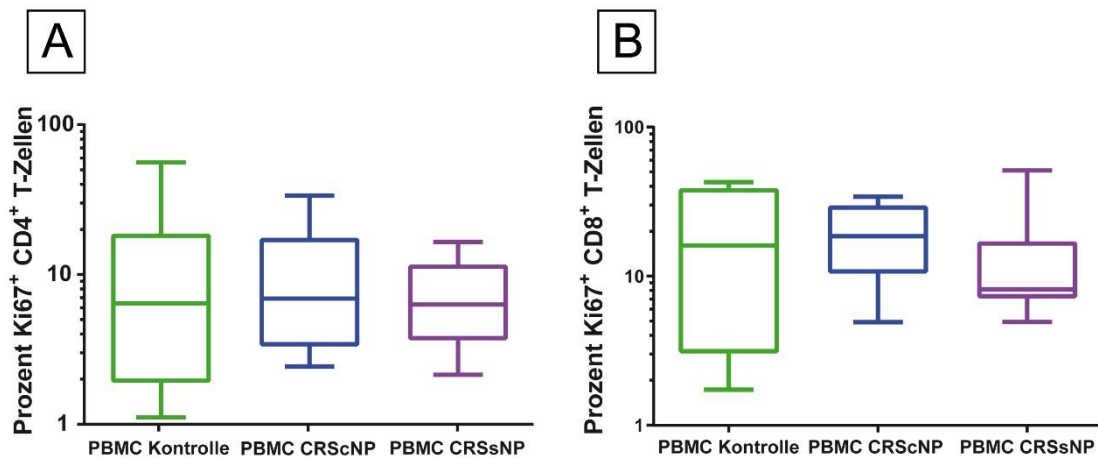 A
Prozent Ki67⁺ CD4⁺ T-Zellen
100
10
1
PBMC Kontrolle PBMC CRScNP PBMC CRSsNP
B
Prozent Ki67⁺ CD8⁺ T-Zellen
100
10
1
PBMC Kontrolle PBMC CRScNP PBMC CRSsNP